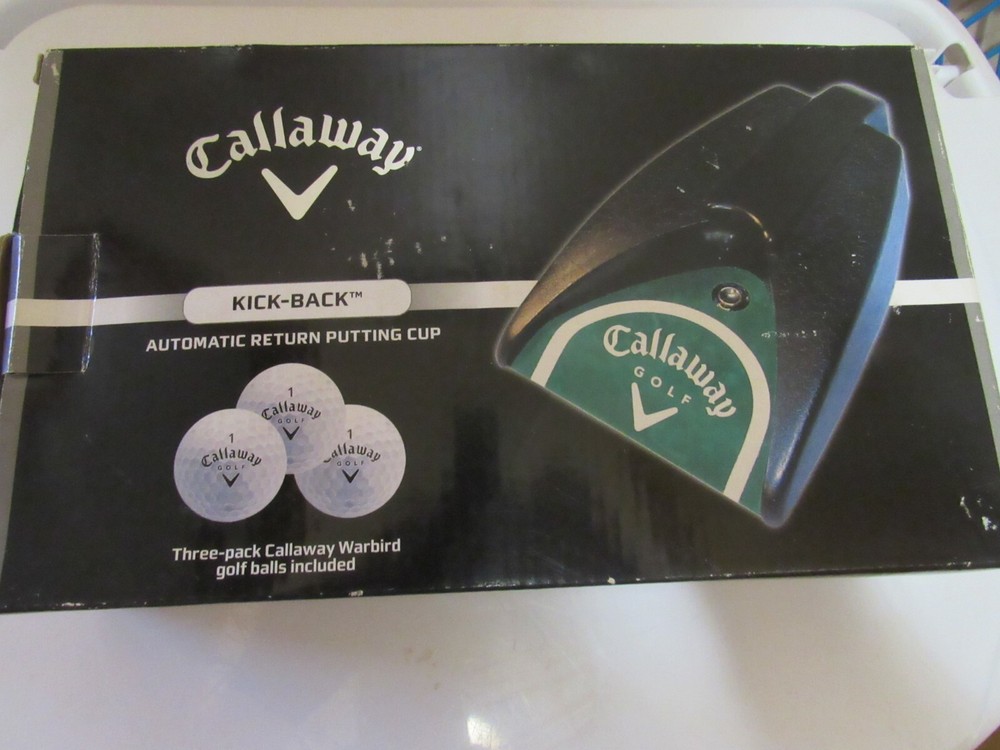 Callaway
KICK-BACK™
AUTOMATIC RETURN PUTTING CUP
1
Callaway
GOLF
1
Callaway
GOLF
1
Callaway
GOLF
Three-pack Callaway Warbird
golf balls included
Callaway
GOLF